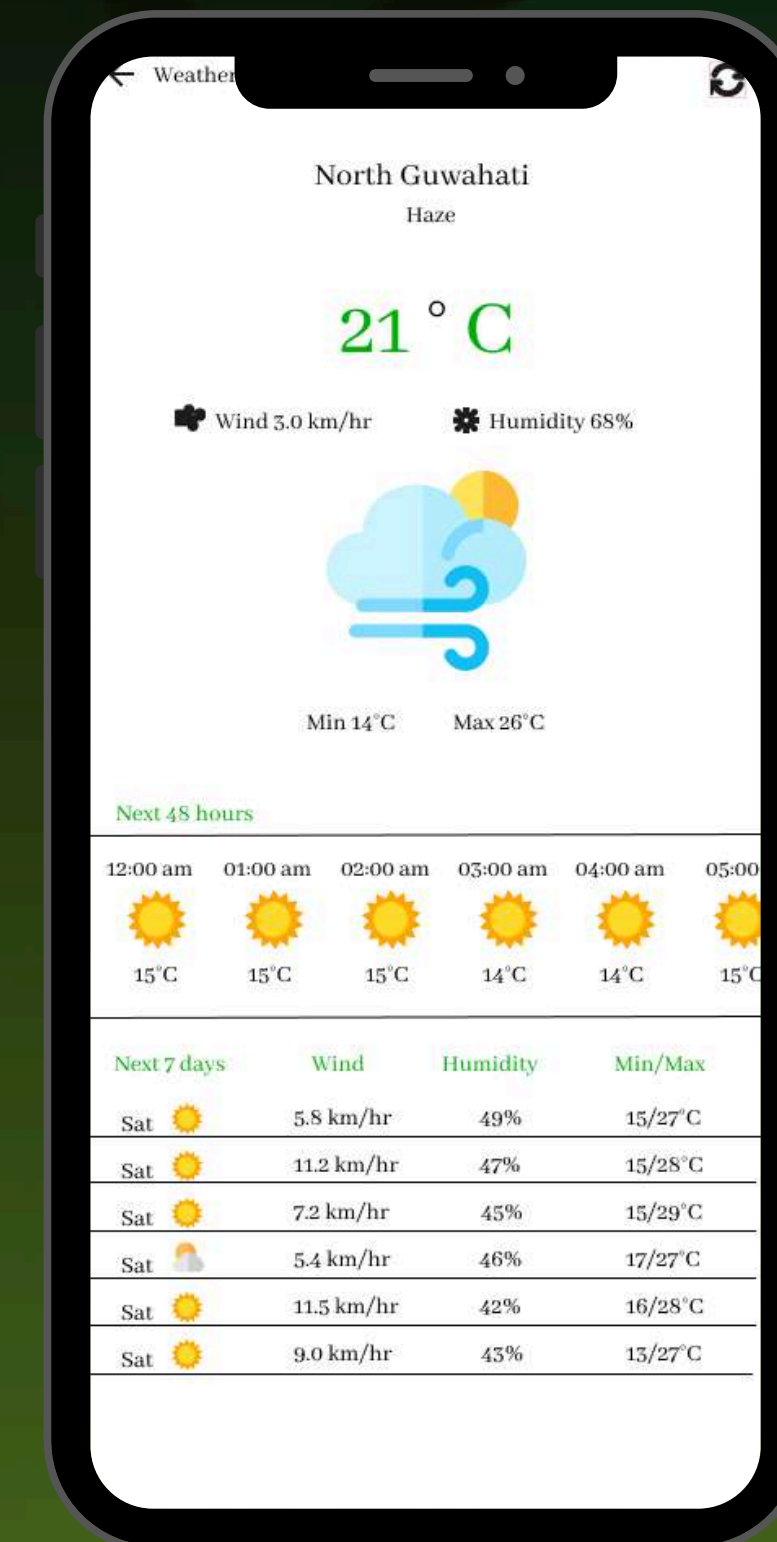 Weather
North Guwahati
Haze
21 ° C
Wind 3.0 km/hr Humidity 68%
Min 14°C Max 26°C
Next 48 hours
12:00 am 01:00 am 02:00 am 03:00 am 04:00 am 05:00
15°C 15°C 15°C 14°C 14°C 15°C
Next 7 days Wind Humidity Min/Max
Sat 5.8 km/hr 49% 15/27°C
Sat 11.2 km/hr 47% 15/28°C
Sat 7.2 km/hr 45% 15/29°C
Sat 5.4 km/hr 46% 17/27°C
Sat 11.5 km/hr 42% 16/28°C
Sat 9.0 km/hr 43% 13/27°C